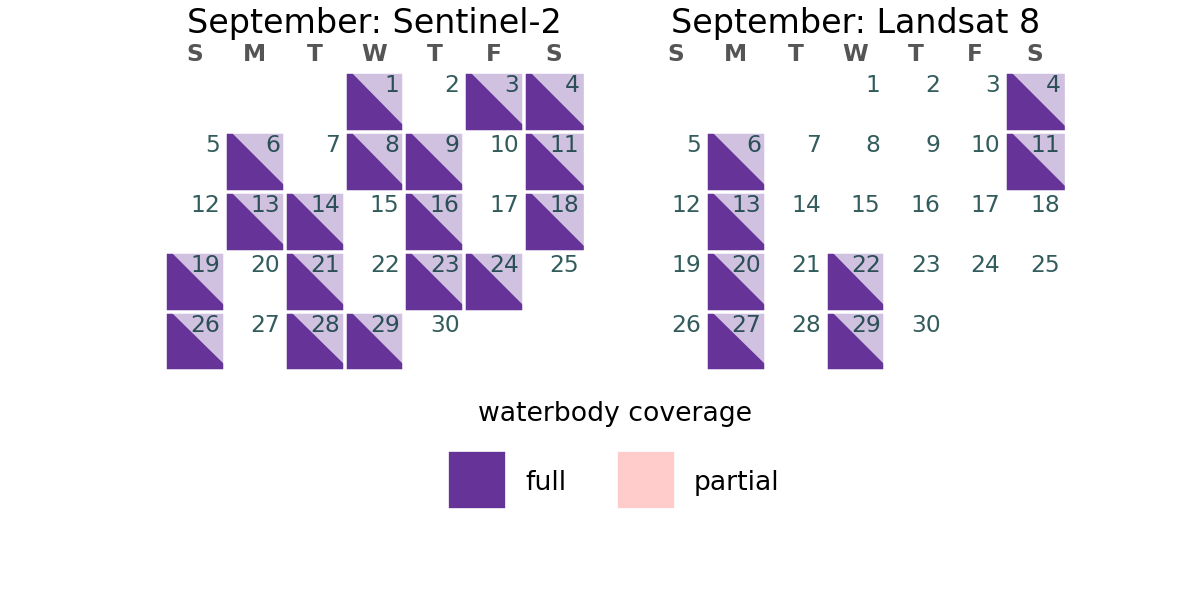 September: Sentinel-2
S M T W T F S
1 2 3 4
5 6 7 8 9 10 11
12 13 14 15 16 17 18
19 20 21 22 23 24 25
26 27 28 29 30
September: Landsat 8
S M T W T F S
1 2 3 4
5 6 7 8 9 10 11
12 13 14 15 16 17 18
19 20 21 22 23 24 25
26 27 28 29 30
waterbody coverage
full partial